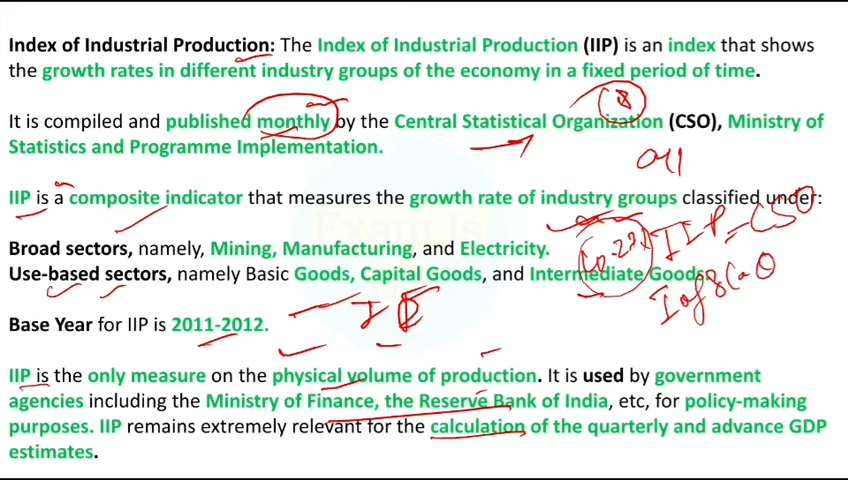 Index of Industrial Production: The Index of Industrial Production (IIP) is an index that shows
the growth rates in different industry groups of the economy in a fixed period of time.
It is compiled and published monthly by the Central Statistical Organization (CSO), Ministry of
Statistics and Programme Implementation.
IIP is a composite indicator that measures the growth rate of industry groups classified under:
Broad sectors, namely, Mining, Manufacturing, and Electricity.
Use-based sectors, namely Basic Goods, Capital Goods, and Intermediate Goods.
Base Year for IIP is 2011-2012.
IIP is the only measure on the physical volume of production. It is used by government
agencies including the Ministry of Finance, the Reserve Bank of India, etc, for policy-making
purposes. IIP remains extremely relevant for the calculation of the quarterly and advance GDP
estimates.
8
IIP - CSO